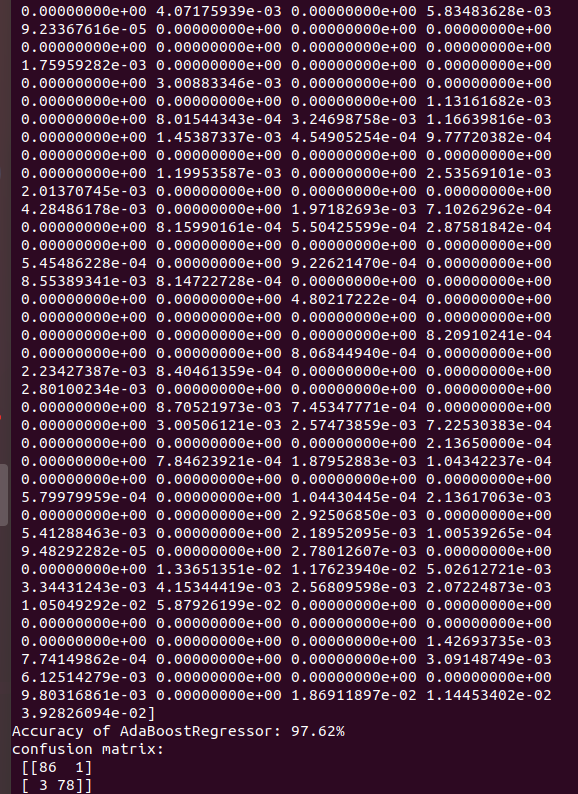 0.00000000e+00 4.07175939e-03 0.00000000e+00 5.83483628e-03
9.23367616e-05 0.00000000e+00 0.00000000e+00 0.00000000e+00
0.00000000e+00 0.00000000e+00 0.00000000e+00 0.00000000e+00
1.75959282e-03 0.00000000e+00 0.00000000e+00 0.00000000e+00
0.00000000e+00 3.00883346e-03 0.00000000e+00 0.00000000e+00
0.00000000e+00 0.00000000e+00 0.00000000e+00 1.13161682e-03
0.00000000e+00 8.01544343e-04 3.24698758e-03 1.16639816e-03
0.00000000e+00 1.45387337e-03 4.54905254e-04 9.77720382e-04
0.00000000e+00 0.00000000e+00 0.00000000e+00 0.00000000e+00
0.00000000e+00 1.19953587e-03 0.00000000e+00 2.53569101e-03
2.01370745e-03 0.00000000e+00 0.00000000e+00 0.00000000e+00
4.28486178e-03 0.00000000e+00 1.97182693e-03 7.10262962e-04
0.00000000e+00 8.15990161e-04 5.50425599e-04 2.87581842e-04
0.00000000e+00 0.00000000e+00 0.00000000e+00 0.00000000e+00
5.45486228e-04 0.00000000e+00 9.22621470e-04 0.00000000e+00
8.55389341e-03 8.14722728e-04 0.00000000e+00 0.00000000e+00
0.00000000e+00 0.00000000e+00 4.80217222e-04 0.00000000e+00
0.00000000e+00 0.00000000e+00 0.00000000e+00 0.00000000e+00
0.00000000e+00 0.00000000e+00 0.00000000e+00 8.20910241e-04
0.00000000e+00 0.00000000e+00 8.06844940e-04 0.00000000e+00
2.23427387e-03 8.40461359e-04 0.00000000e+00 0.00000000e+00
2.80100234e-03 0.00000000e+00 0.00000000e+00 0.00000000e+00
0.00000000e+00 8.70521973e-03 7.45347771e-04 0.00000000e+00
0.00000000e+00 3.00506121e-03 2.57473859e-03 7.22530383e-04
0.00000000e+00 0.00000000e+00 0.00000000e+00 2.13650000e-04
0.00000000e+00 7.84623921e-04 1.87952883e-03 1.04342237e-04
0.00000000e+00 0.00000000e+00 0.00000000e+00 0.00000000e+00
5.79979959e-04 0.00000000e+00 1.04430445e-04 2.13617063e-03
0.00000000e+00 0.00000000e+00 2.92506850e-03 0.00000000e+00
5.41288463e-03 0.00000000e+00 2.18952095e-03 1.00539265e-04
9.48292282e-05 0.00000000e+00 2.78012607e-03 0.00000000e+00
0.00000000e+00 1.33651351e-02 1.17623940e-02 5.02612721e-03
3.34431243e-03 4.15344419e-03 2.56809598e-03 2.07224873e-03
1.05049292e-02 5.87926199e-02 0.00000000e+00 0.00000000e+00
0.00000000e+00 0.00000000e+00 0.00000000e+00 0.00000000e+00
0.00000000e+00 0.00000000e+00 0.00000000e+00 1.42693735e-03
7.74149862e-04 0.00000000e+00 0.00000000e+00 3.09148749e-03
6.12514279e-03 0.00000000e+00 0.00000000e+00 0.00000000e+00
9.80316861e-03 0.00000000e+00 1.86911897e-02 1.14453402e-02
3.92826094e-02]
Accuracy of AdaBoostRegressor: 97.62%
confusion matrix:
[[86  1]
[ 3 78]]